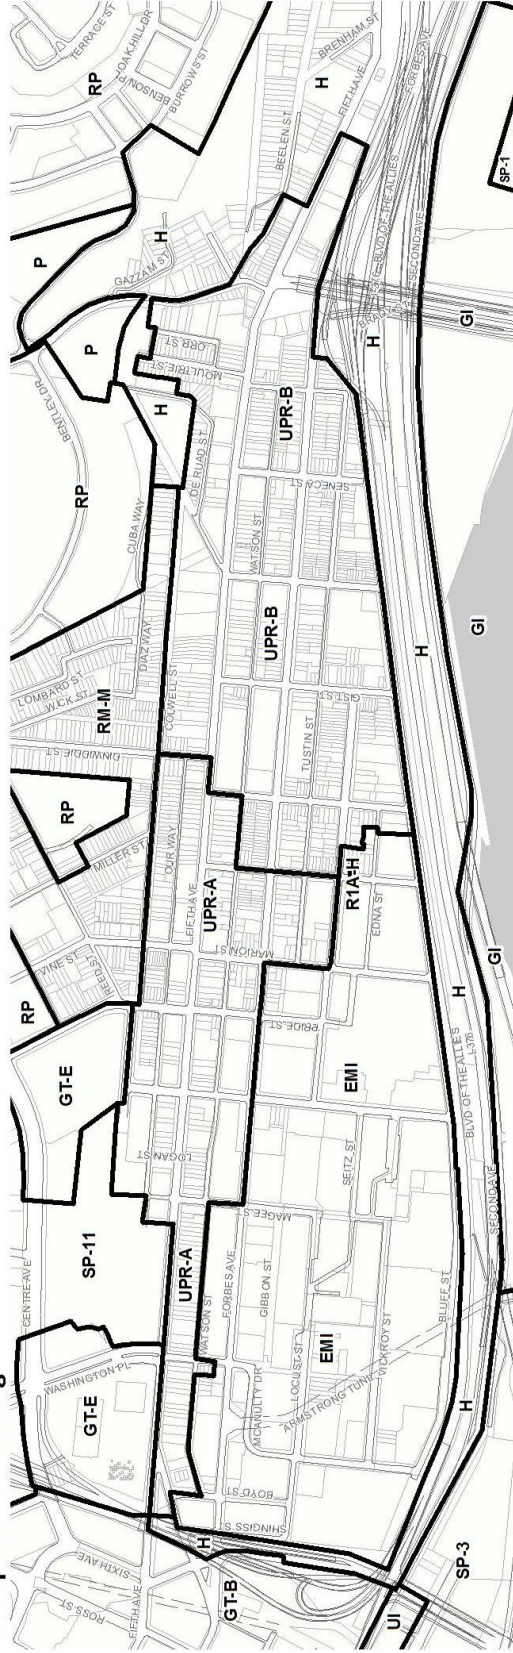 TERRACE ST
OAK HILL DR
BENSON PL
BURROWS ST
RP
BRENHAM ST
FIFTH AVE
H
BEELEN ST
FORBES AVE
SP-1
P
GAZZAM ST
H
BLVD OF THE ALLIES
SECOND AVE
GI
H
P
ORR ST
MOULTRIE ST
BENTLEY DR
H
DE RUAD ST
UPR-B
SENECA ST
RP
CUBA WAY
WATSON ST
UPR-B
H
GI
LOMBARD ST
WICK ST
DIAZ WAY
COLWELL ST
RM-M
DINWIDDIE ST
TUSTIN ST
GIST ST
RP
MILLER ST
OUR WAY
FIFTH AVE
UPR-A
R1A-H
EDNA ST
MARION ST
VINE ST
REED ST
RP
PRIDE ST
H
GI
GT-E
EMI
BLVD OF THE ALLIES
I-376
LOGAN ST
SEITZ ST
MAGEE ST
SP-11
CENTRE AVE
UPR-A
WATSON ST
FORBES AVE
GIBBON ST
SECOND AVE
BLUFF ST
WASHINGTON PL
GT-E
MCANULTY DR
LOCUST ST
EMI
VICKROY ST
ARMSTRONG TUNL
H
BOYD ST
SHINGISS ST
H
SIXTH AVE
ROSS ST
FIFTH AVE
GT-B
UI
SP-3